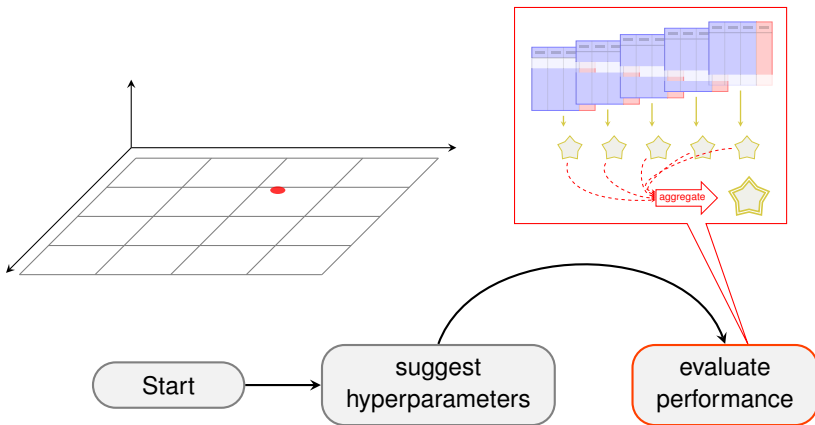 aggregate
Start
suggest
hyperparameters
evaluate
performance